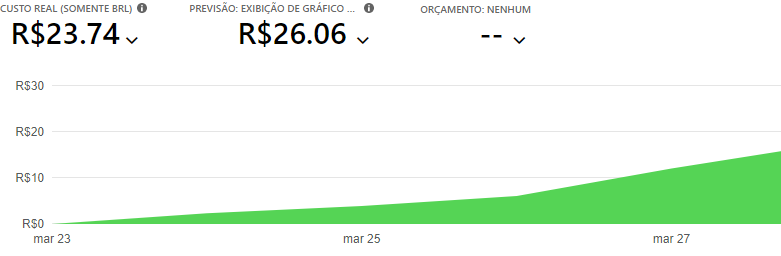 CUSTO REAL (SOMENTE BRL)
R$23.74
PREVISÃO: EXIBIÇÃO DE GRÁFICO ...
R$26.06
ORÇAMENTO: NENHUM
--
R$30
R$20
R$10
R$0
mar 23
mar 25
mar 27